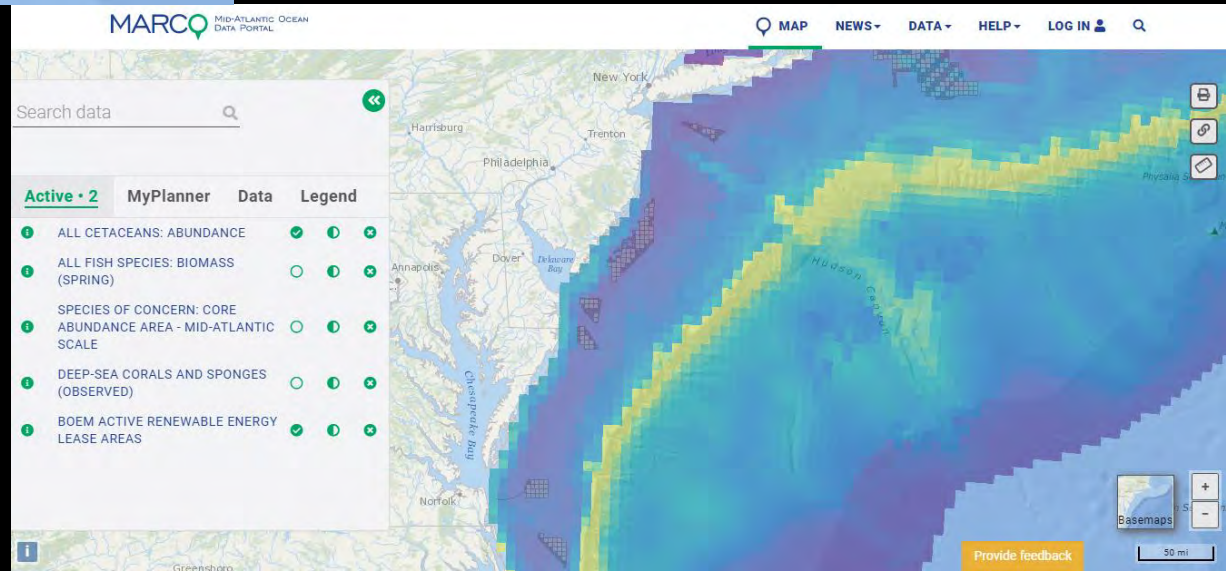 MARCO MID-ATLANTIC OCEAN
DATA PORTAL
MAP NEWS DATA HELP LOG IN
Search data
Active • 2 MyPlanner Data Legend
ALL CETACEANS: ABUNDANCE
ALL FISH SPECIES: BIOMASS
(SPRING)
SPECIES OF CONCERN: CORE
ABUNDANCE AREA - MID-ATLANTIC
SCALE
DEEP-SEA CORALS AND SPONGES
(OBSERVED)
BOEM ACTIVE RENEWABLE ENERGY
LEASE AREAS
New York
Harrisburg
Trenton
Philadelphia
Physalia
Dover
Delaware
Bay
Annapolis
Hudson Canyon
Chesapeake Bay
Norfolk
Greensboro
Basemaps
+
−
Provide feedback
50 mi